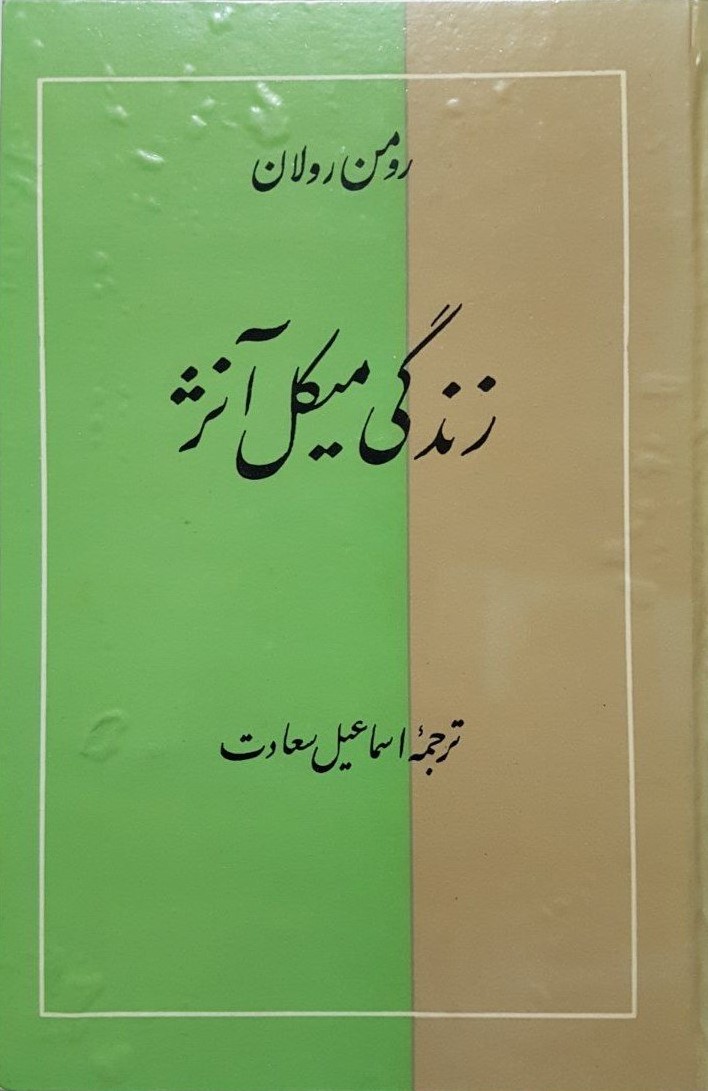 رومن رولان
زندگی میکل آنژ
ترجمهٔ اسماعیل سعادت